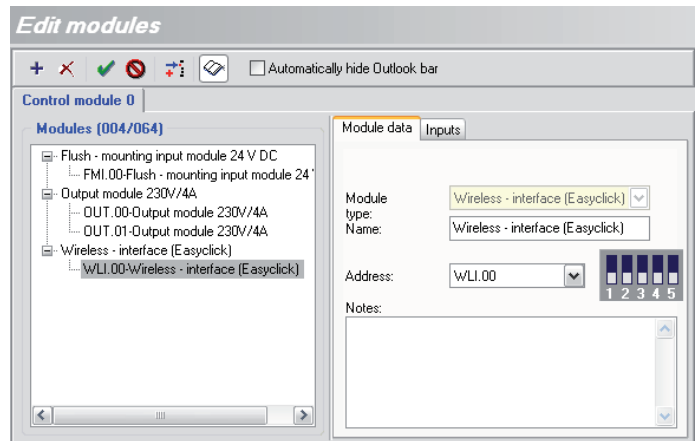 Edit modules
Automatically hide Outlook bar
Control module 0
Modules (004/064)
Flush - mounting input module 24 V DC
FMI.00-Flush - mounting input module 24
Output module 230V/4A
OUT.00-Output module 230V/4A
OUT.01-Output module 230V/4A
Wireless - interface (Easyclick)
WLI.00-Wireless - interface (Easyclick)
Module data Inputs
Module type: Wireless - interface (Easyclick)
Name: Wireless - interface (Easyclick)
Address: WLI.00
1 2 3 4 5
Notes: